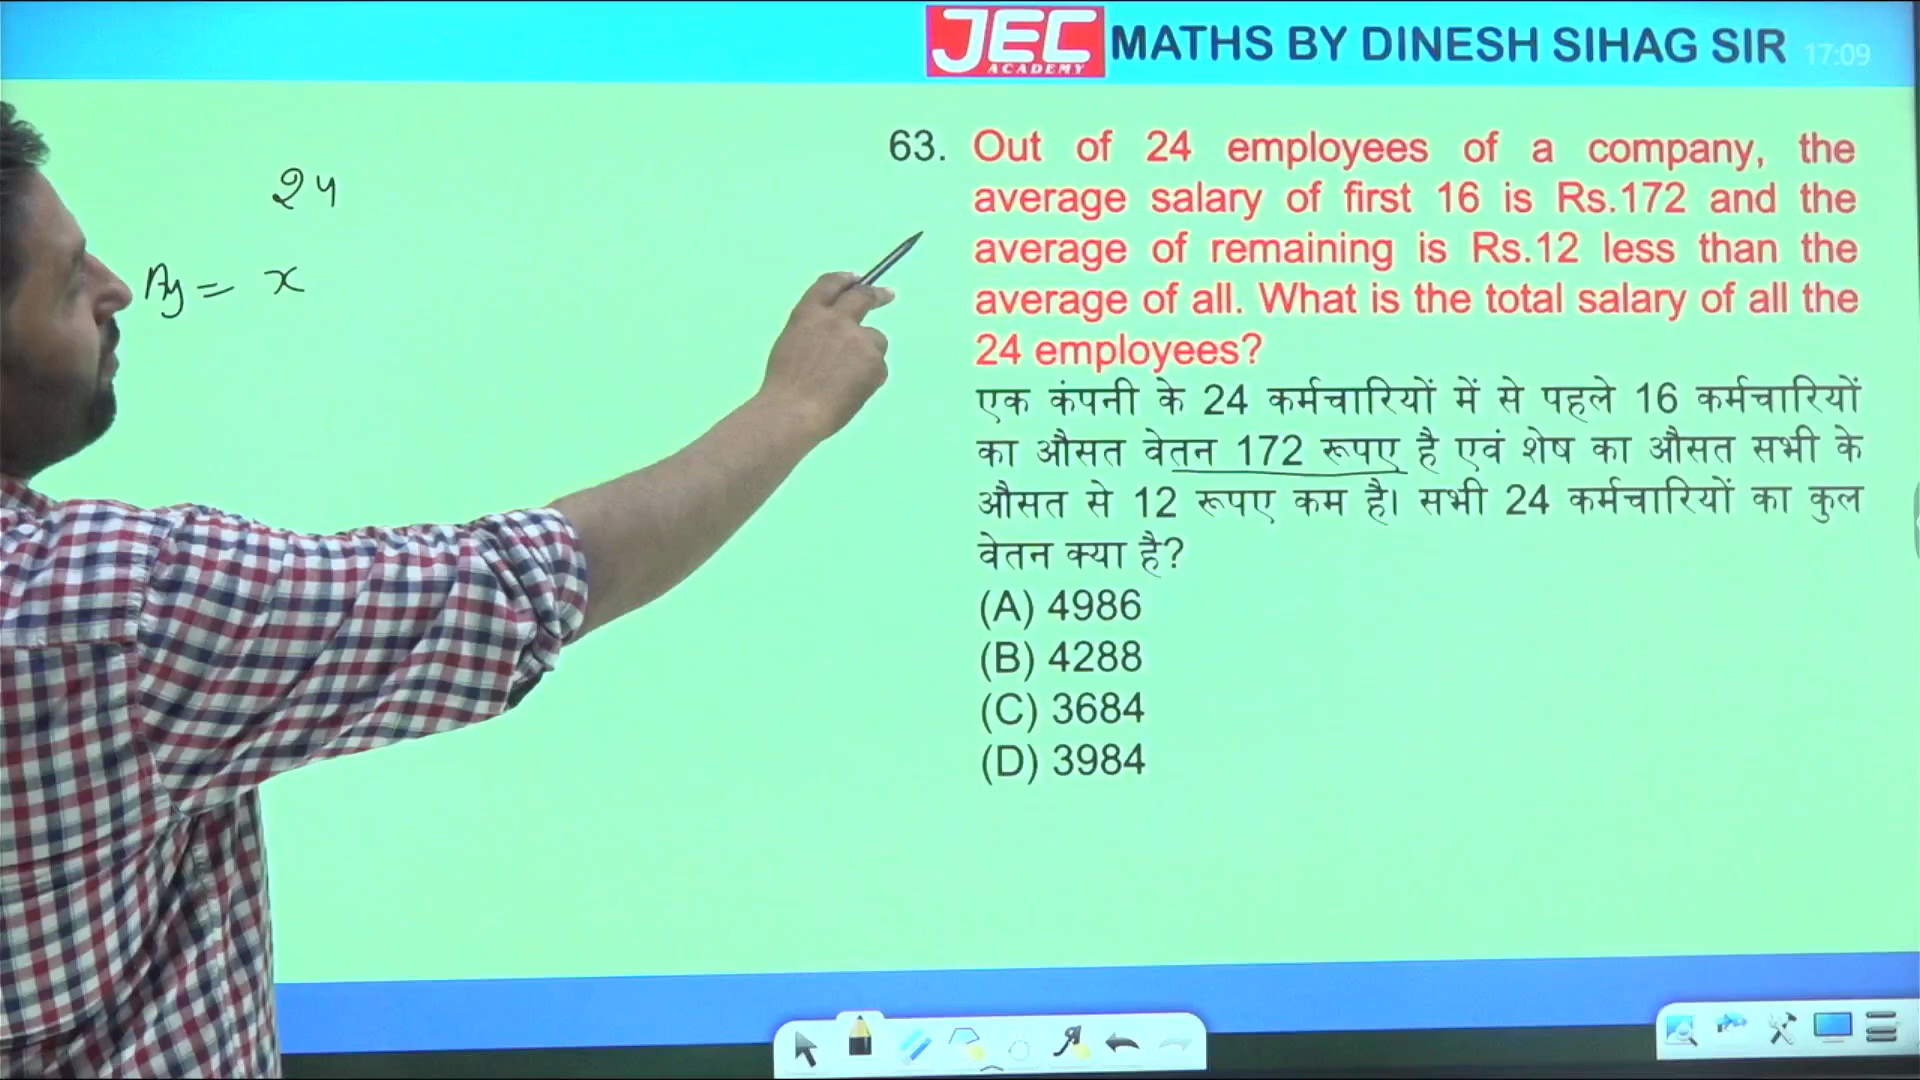 JEC ACADEMY MATHS BY DINESH SIHAG SIR 17:09
24
Ag = x
63. Out of 24 employees of a company, the
average salary of first 16 is Rs.172 and the
average of remaining is Rs.12 less than the
average of all. What is the total salary of all the
24 employees?
एक कंपनी के 24 कर्मचारियों में से पहले 16 कर्मचारियों
का औसत वेतन 172 रूपए है एवं शेष का औसत सभी के
औसत से 12 रूपए कम है। सभी 24 कर्मचारियों का कुल
वेतन क्या है?
(A) 4986
(B) 4288
(C) 3684
(D) 3984